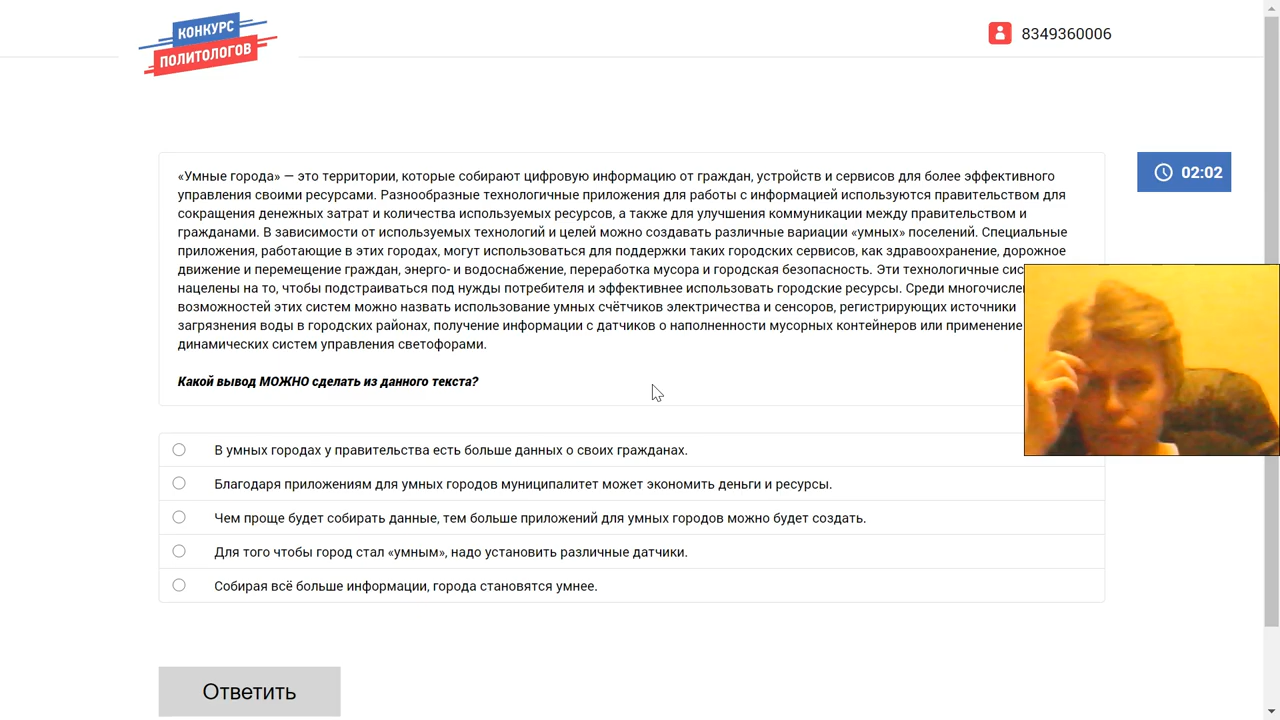 КОНКУРС
ПОЛИТОЛОГОВ
8349360006
02:02
«Умные города» — это территории, которые собирают цифровую информацию от граждан, устройств и сервисов для более эффективного
управления своими ресурсами. Разнообразные технологичные приложения для работы с информацией используются правительством для
сокращения денежных затрат и количества используемых ресурсов, а также для улучшения коммуникации между правительством и
гражданами. В зависимости от используемых технологий и целей можно создавать различные вариации «умных» поселений. Специальные
приложения, работающие в этих городах, могут использоваться для поддержки таких городских сервисов, как здравоохранение, дорожное
движение и перемещение граждан, энерго- и водоснабжение, переработка мусора и городская безопасность. Эти технологичные сис
нацелены на то, чтобы подстраиваться под нужды потребителя и эффективнее использовать городские ресурсы. Среди многочисле
возможностей этих систем можно назвать использование умных счётчиков электричества и сенсоров, регистрирующих источники
загрязнения воды в городских районах, получение информации с датчиков о наполненности мусорных контейнеров или применение
динамических систем управления светофорами.
Какой вывод МОЖНО сделать из данного текста?
В умных городах у правительства есть больше данных о своих гражданах.
Благодаря приложениям для умных городов муниципалитет может экономить деньги и ресурсы.
Чем проще будет собирать данные, тем больше приложений для умных городов можно будет создать.
Для того чтобы город стал «умным», надо установить различные датчики.
Собирая всё больше информации, города становятся умнее.
Ответить